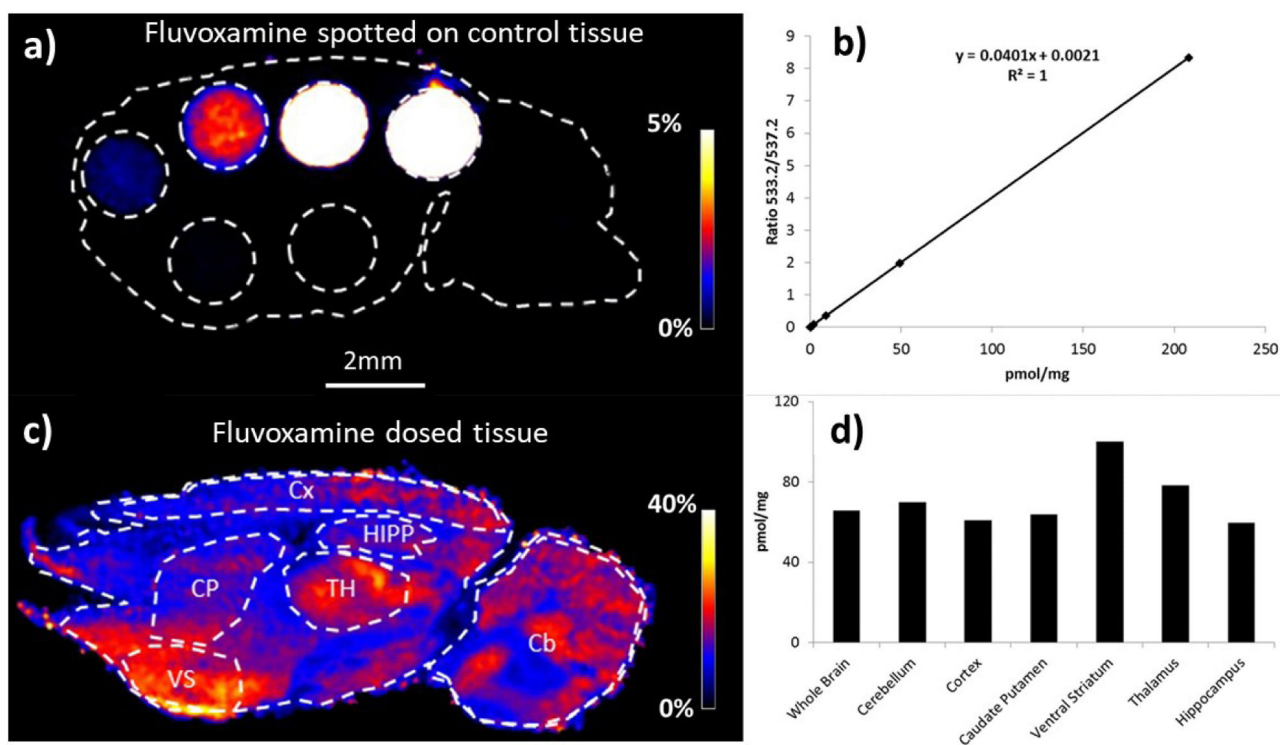 a)
Fluvoxamine spotted on control tissue
5%
0%
2mm
b)
y = 0.0401x + 0.0021
R² = 1
Ratio 533.2/537.2
9
8
7
6
5
4
3
2
1
0
0 50 100 150 200 250
pmol/mg
c)
Fluvoxamine dosed tissue
40%
0%
Cx
HIPP
CP
TH
Cb
VS
d)
pmol/mg
120
80
40
0
Whole Brain
Cerebellum
Cortex
Caudate Putamen
Ventral Striatum
Thalamus
Hippocampus